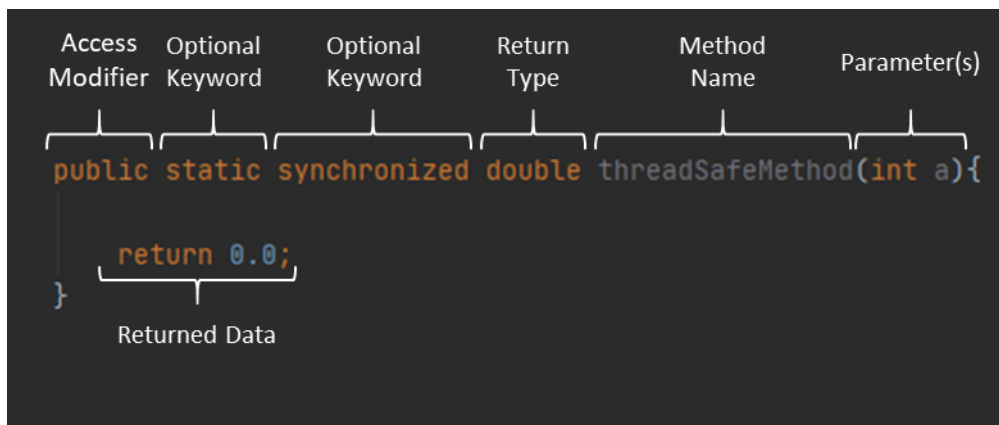 Access Modifier
Optional Keyword
Optional Keyword
Return Type
Method Name
Parameter(s)
public static synchronized double threadSafeMethod(int a){
return 0.0;
}
Returned Data